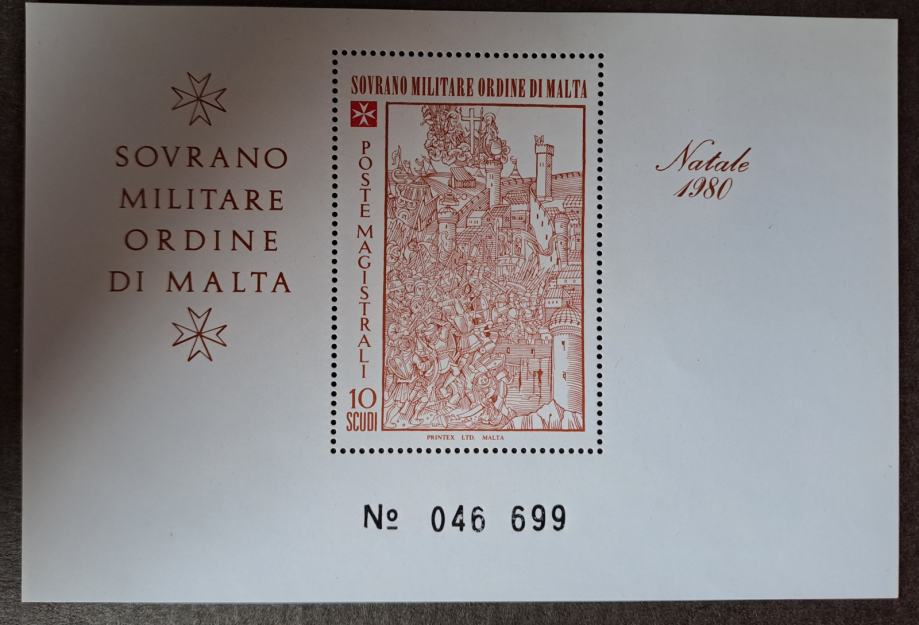 SOVRANO
MILITARE
ORDINE
DI MALTA
SOVRANO MILITARE ORDINE DI MALTA
POSTE MAGISTRALI
10
SCUDI
PRINTEX LTD. MALTA
Natale
1980
Nº 046 699